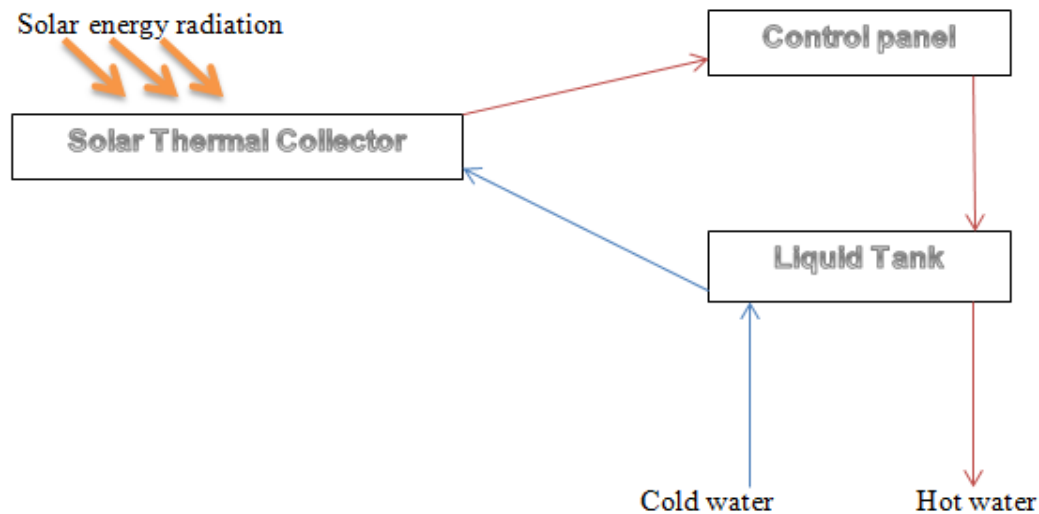 Solar energy radiation
Control panel
Solar Thermal Collector
Liquid Tank
Cold water
Hot water